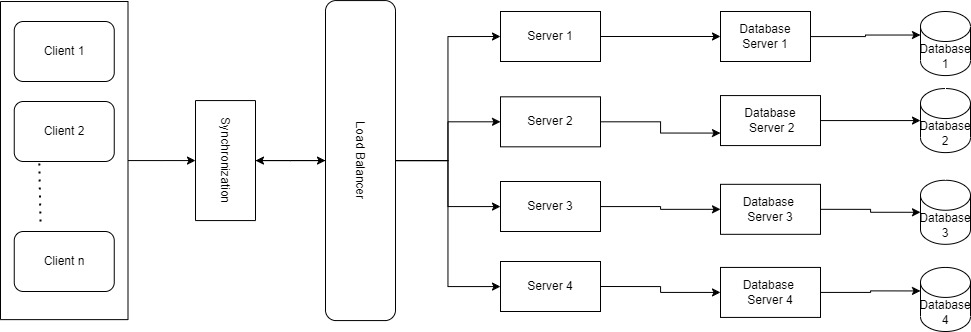 Client 1
Client 2
Client n
Synchronization
Load Balancer
Server 1
Server 2
Server 3
Server 4
Database
Server 1
Database
Server 2
Database
Server 3
Database
Server 4
Database
1
Database
2
Database
3
Database
4